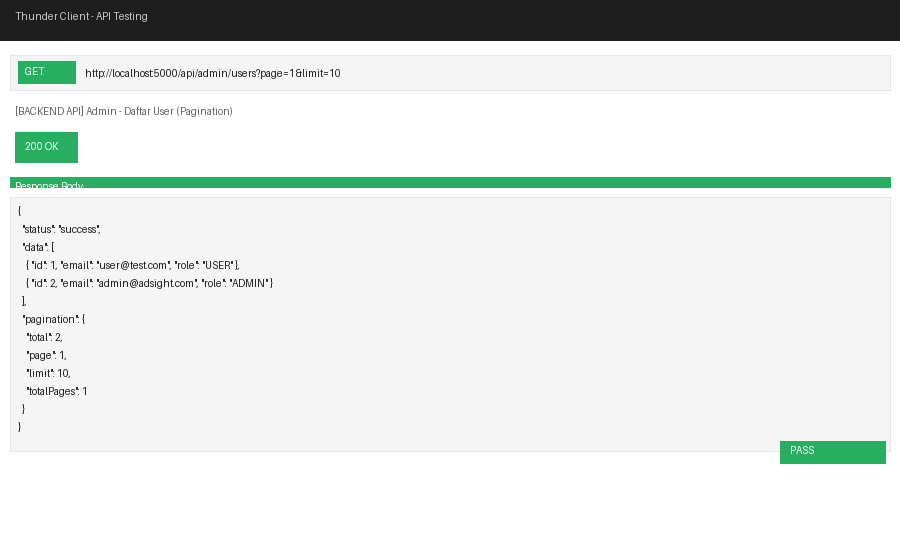 Thunder Client - API Testing
GET
http://localhost:5000/api/admin/users?page=1&limit=10
[BACKEND API] Admin - Daftar User (Pagination)
200 OK
Response Body
{
"status": "success",
"data": [
{ "id": 1, "email": "user@test.com", "role": "USER" },
{ "id": 2, "email": "admin@adsight.com", "role": "ADMIN" }
],
"pagination": {
"total": 2,
"page": 1,
"limit": 10,
"totalPages": 1
}
}
PASS